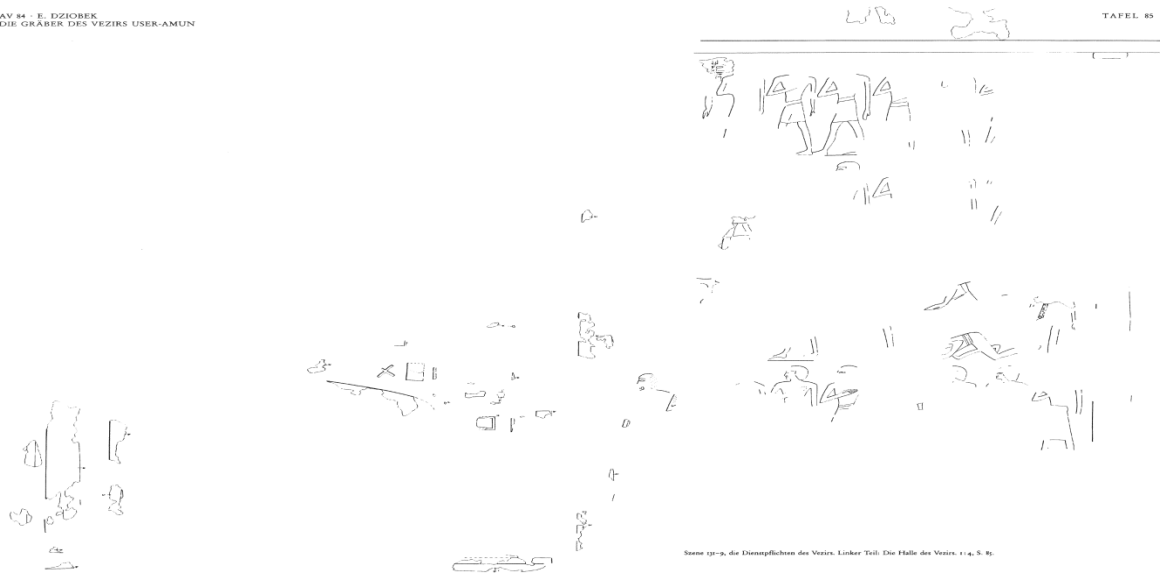 AV 84 · E. DZIOBEK
DIE GRÄBER DES VEZIRS USER-AMUN
TAFEL 85
Szene 131–9, die Dienstpflichten des Vezirs. Linker Teil: Die Halle des Vezirs. 1:4, S. 83.